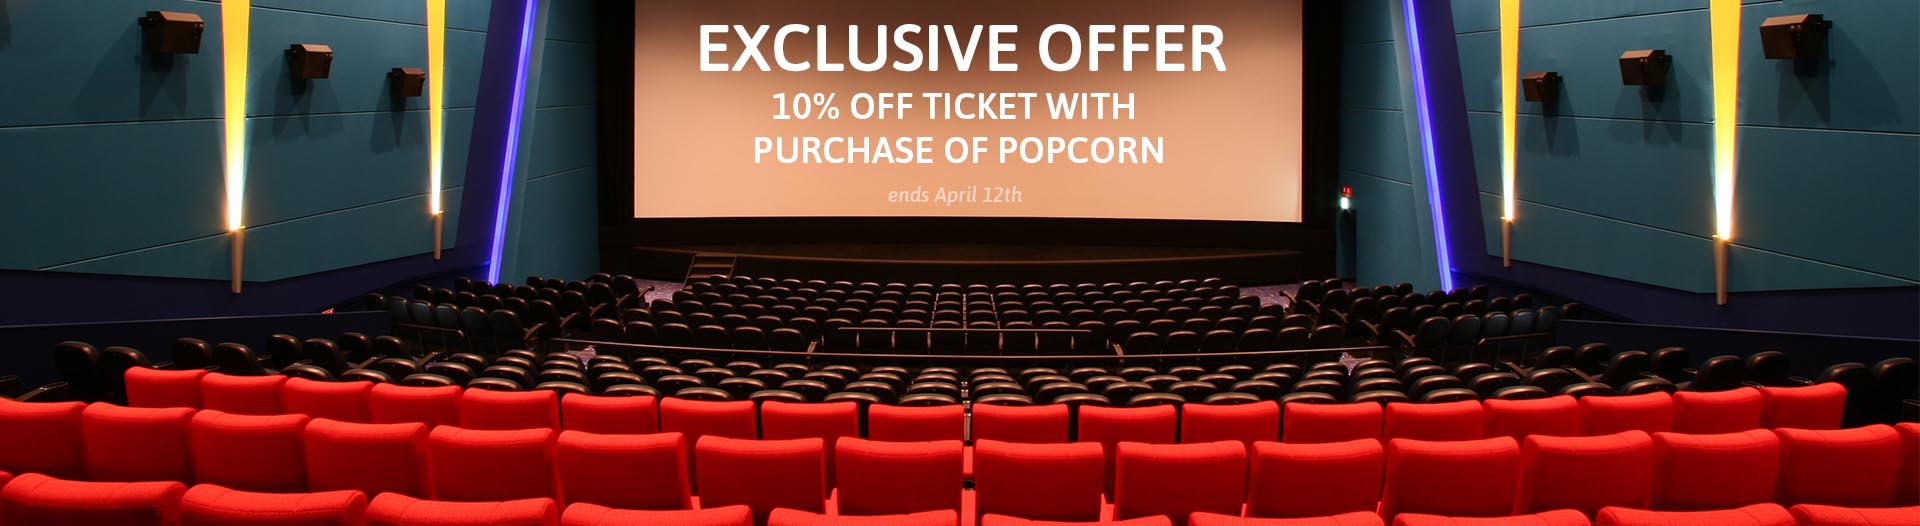 EXCLUSIVE OFFER
10% OFF TICKET WITH
PURCHASE OF POPCORN
ends April 12th